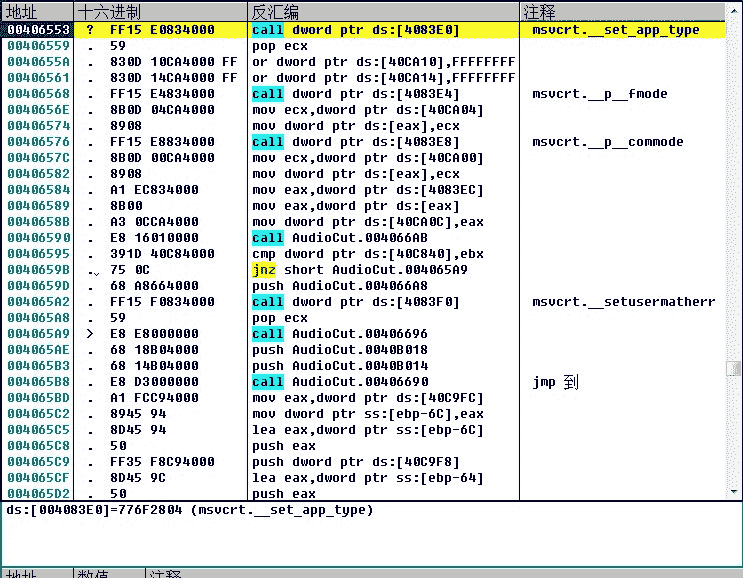 地址 十六进制 反汇编 注释
00406553 ? FF15 E0834000 call dword ptr ds:[4083E0] msvcrt.__set_app_type
00406559 . 59 pop ecx
0040655A . 830D 10CA4000 FF or dword ptr ds:[40CA10],FFFFFFFF
00406561 . 830D 14CA4000 FF or dword ptr ds:[40CA14],FFFFFFFF
00406568 . FF15 E4834000 call dword ptr ds:[4083E4] msvcrt.__p__fmode
0040656E . 8B0D 04CA4000 mov ecx,dword ptr ds:[40CA04]
00406574 . 8908 mov dword ptr ds:[eax],ecx
00406576 . FF15 E8834000 call dword ptr ds:[4083E8] msvcrt.__p__commode
0040657C . 8B0D 00CA4000 mov ecx,dword ptr ds:[40CA00]
00406582 . 8908 mov dword ptr ds:[eax],ecx
00406584 . A1 EC834000 mov eax,dword ptr ds:[4083EC]
00406589 . 8B00 mov eax,dword ptr ds:[eax]
0040658B . A3 0CCA4000 mov dword ptr ds:[40CA0C],eax
00406590 . E8 16010000 call AudioCut.004066AB
00406595 . 391D 40C84000 cmp dword ptr ds:[40C840],ebx
0040659B . 75 0C jnz short AudioCut.004065A9
0040659D . 68 A8664000 push AudioCut.004066A8
004065A2 . FF15 F0834000 call dword ptr ds:[4083F0] msvcrt.__setusermatherr
004065A8 . 59 pop ecx
004065A9 > E8 E8000000 call AudioCut.00406696
004065AE . 68 18B04000 push AudioCut.0040B018
004065B3 . 68 14B04000 push AudioCut.0040B014
004065B8 . E8 D3000000 call AudioCut.00406690 jmp 到
004065BD . A1 FCC94000 mov eax,dword ptr ds:[40C9FC]
004065C2 . 8945 94 mov dword ptr ss:[ebp-6C],eax
004065C5 . 8D45 94 lea eax,dword ptr ss:[ebp-6C]
004065C8 . 50 push eax
004065C9 . FF35 F8C94000 push dword ptr ds:[40C9F8]
004065CF . 8D45 9C lea eax,dword ptr ss:[ebp-64]
004065D2 . 50 push eax
ds:[004083E0]=776F2804 (msvcrt.__set_app_type)
地址 数值 注释